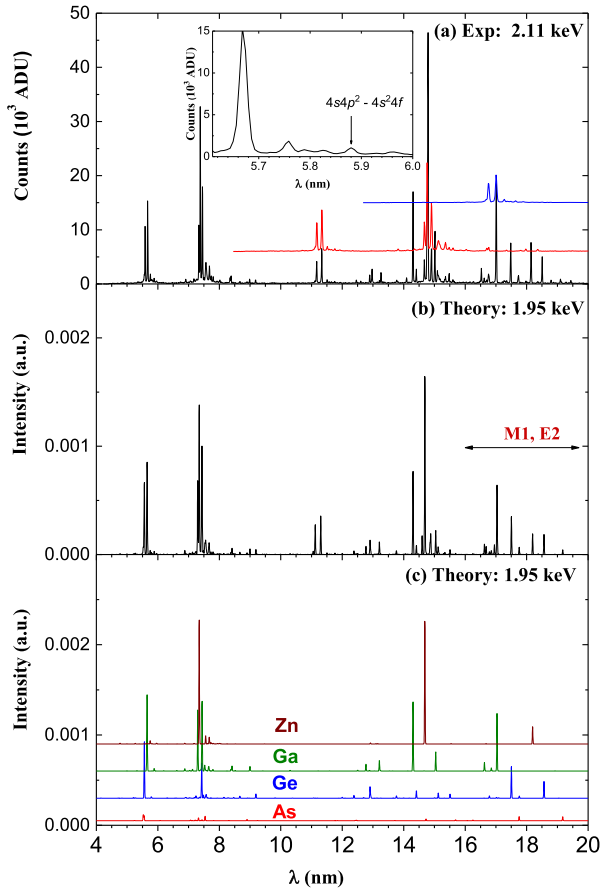 60
50
40
30
20
10
0
Counts (10³ ADU)
(a) Exp: 2.11 keV
15
10
5
0
Counts (10³ ADU)
4s4p² - 4s²4f
5.7 5.8 5.9 6.0
λ (nm)
0.002
0.001
0.000
Intensity (a.u.)
(b) Theory: 1.95 keV
M1, E2
0.002
0.001
0.000
Intensity (a.u.)
(c) Theory: 1.95 keV
Zn
Ga
Ge
As
4 6 8 10 12 14 16 18 20
λ (nm)